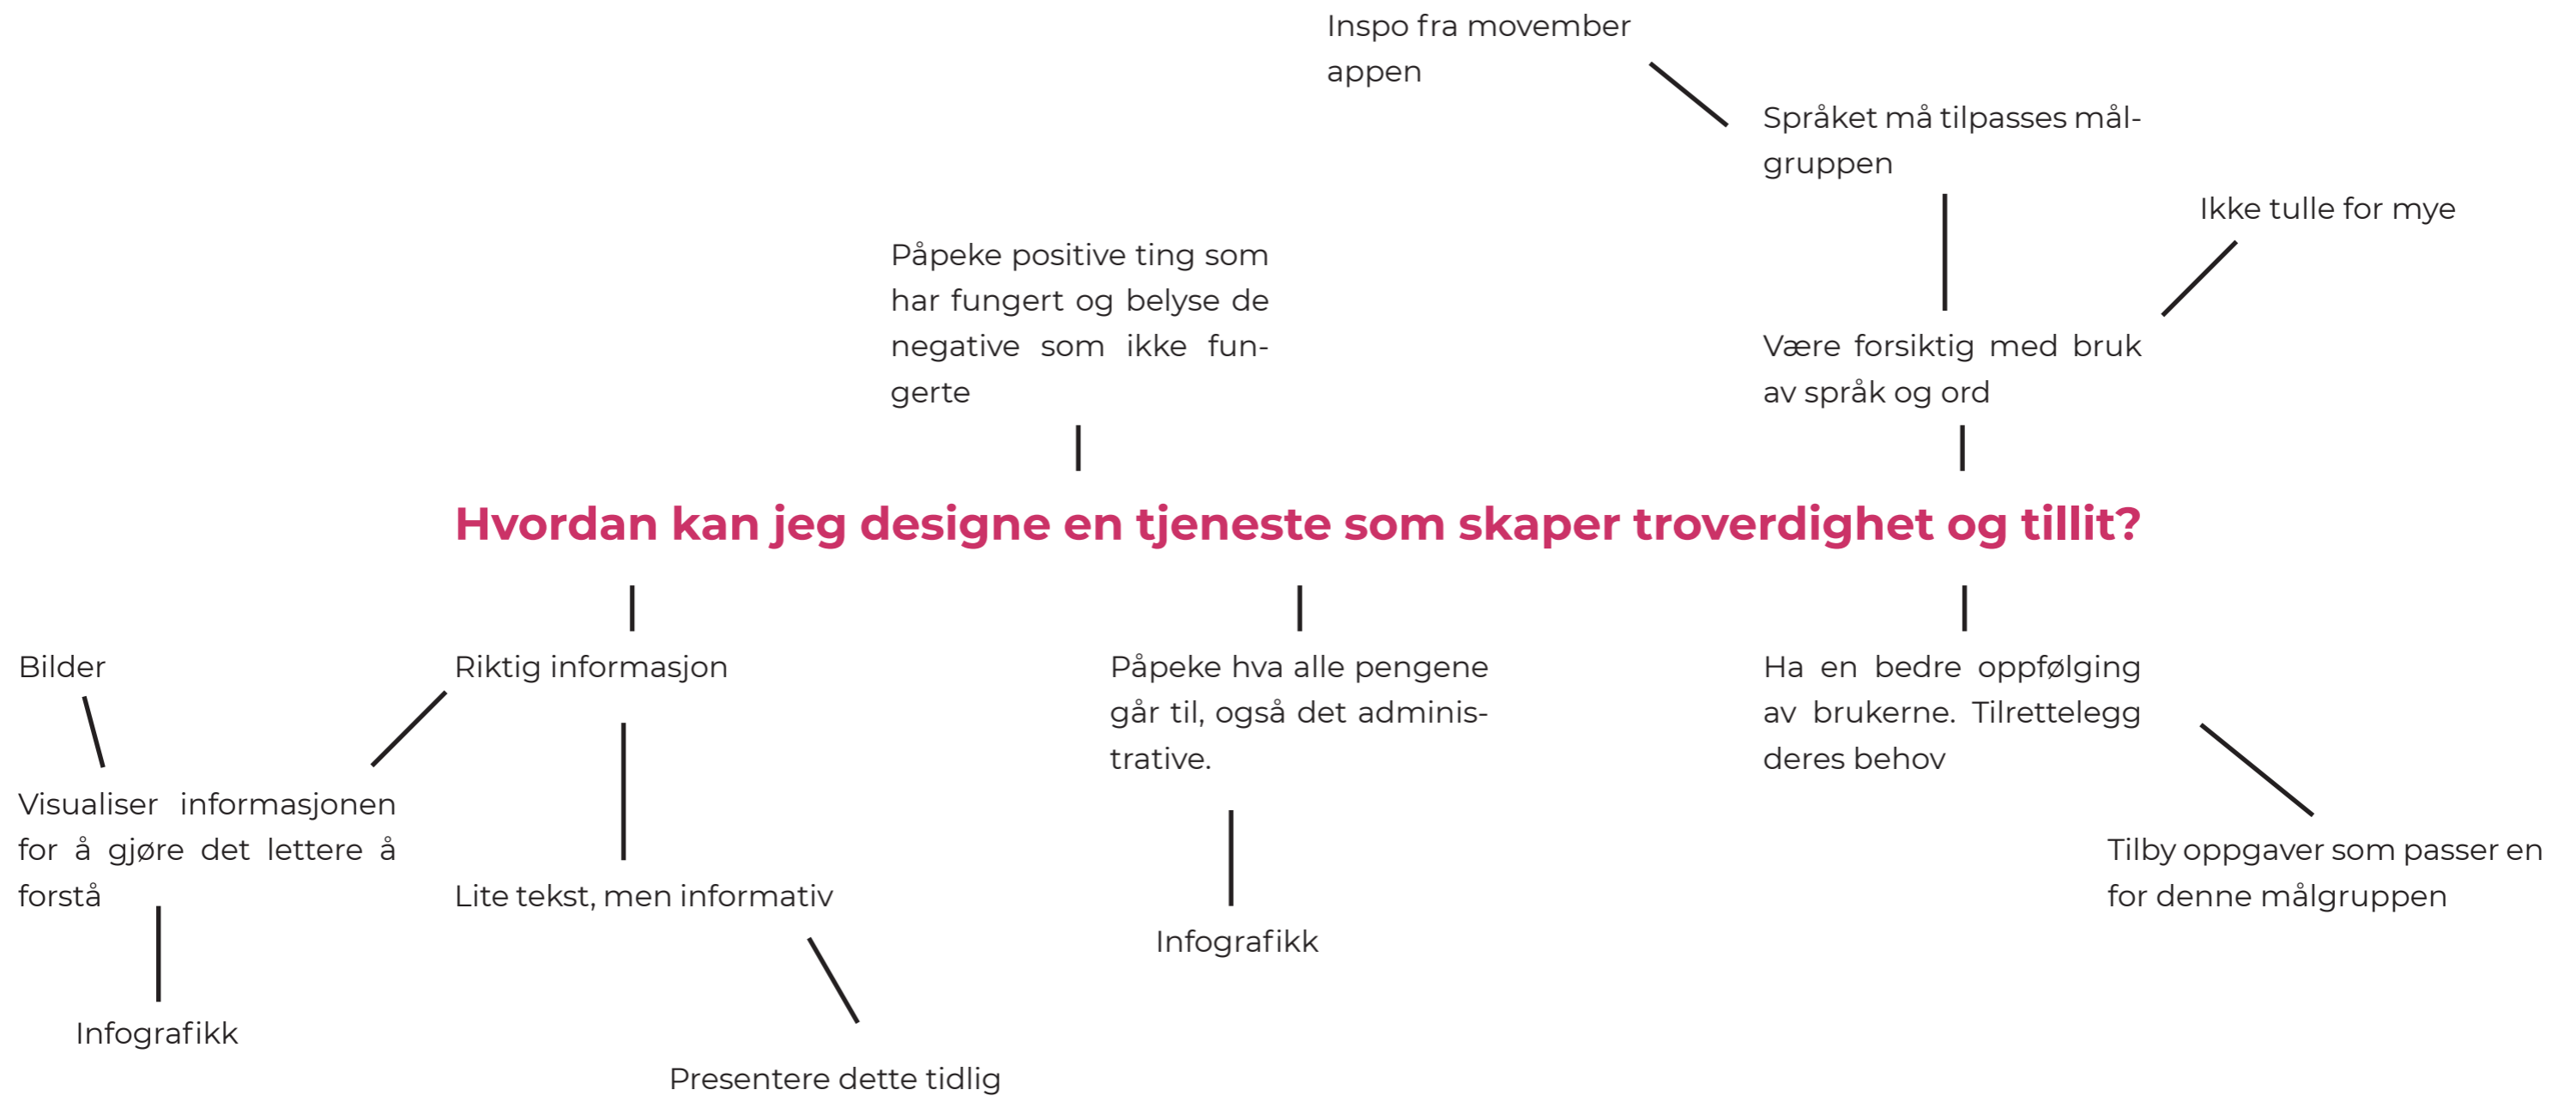 Inspo fra movember
appen
Språket må tilpasses mål-
gruppen
Ikke tulle for mye
Påpeke positive ting som
har fungert og belyse de
negative som ikke fun-
gerte
Være forsiktig med bruk
av språk og ord
Hvordan kan jeg designe en tjeneste som skaper troverdighet og tillit?
Bilder
Riktig informasjon
Påpeke hva alle pengene
går til, også det adminis-
trative.
Ha en bedre oppfølging
av brukerne. Tilrettelegg
deres behov
Visualiser informasjonen
for å gjøre det lettere å
forstå
Lite tekst, men informativ
Tilby oppgaver som passer en
for denne målgruppen
Infografikk
Infografikk
Presentere dette tidlig